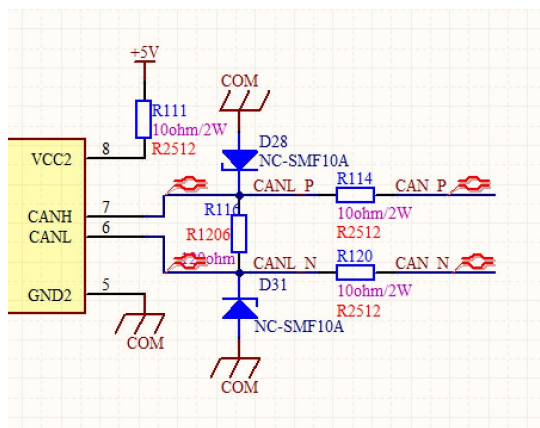 +5V
COM
R111
10ohm/2W
R2512
D28
NC-SMF10A
8
VCC2
CANL_P
R114
CAN_P
7
CANH
R116
10ohm/2W
R2512
CANL
6
R1206
120ohm
CANL_N
R120
CAN_N
D31
10ohm/2W
R2512
5
GND2
NC-SMF10A
COM
COM